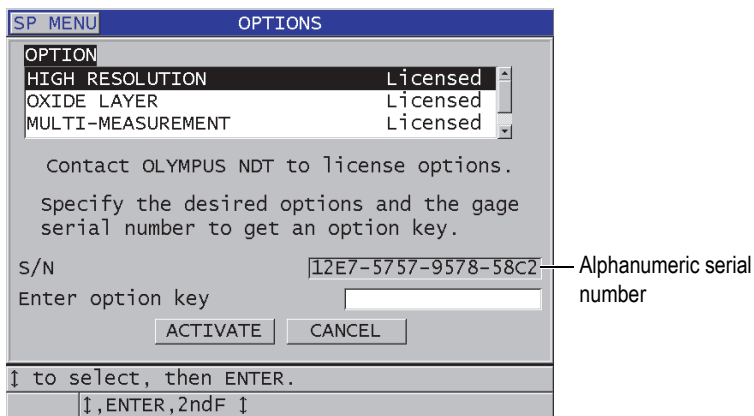 SP MENU OPTIONS
OPTION
HIGH RESOLUTION Licensed
OXIDE LAYER Licensed
MULTI-MEASUREMENT Licensed
Contact OLYMPUS NDT to license options.
Specify the desired options and the gage
serial number to get an option key.
S/N 12E7-5757-9578-58C2
Alphanumeric serial
number
Enter option key
ACTIVATE CANCEL
↕ to select, then ENTER.
↕,ENTER,2ndF ↕